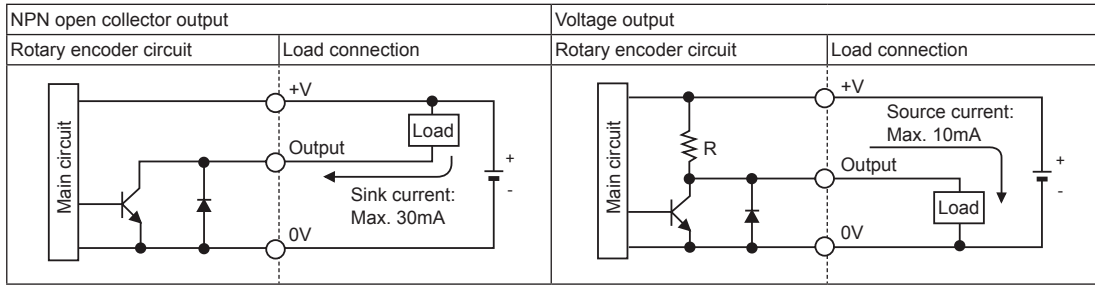 NPN open collector output
Voltage output
Rotary encoder circuit
Load connection
Rotary encoder circuit
Load connection
Main circuit
+V
Load
Output
Sink current:
Max. 30mA
0V
+
-
Main circuit
R
+V
Source current:
Max. 10mA
Output
Load
0V
+
-